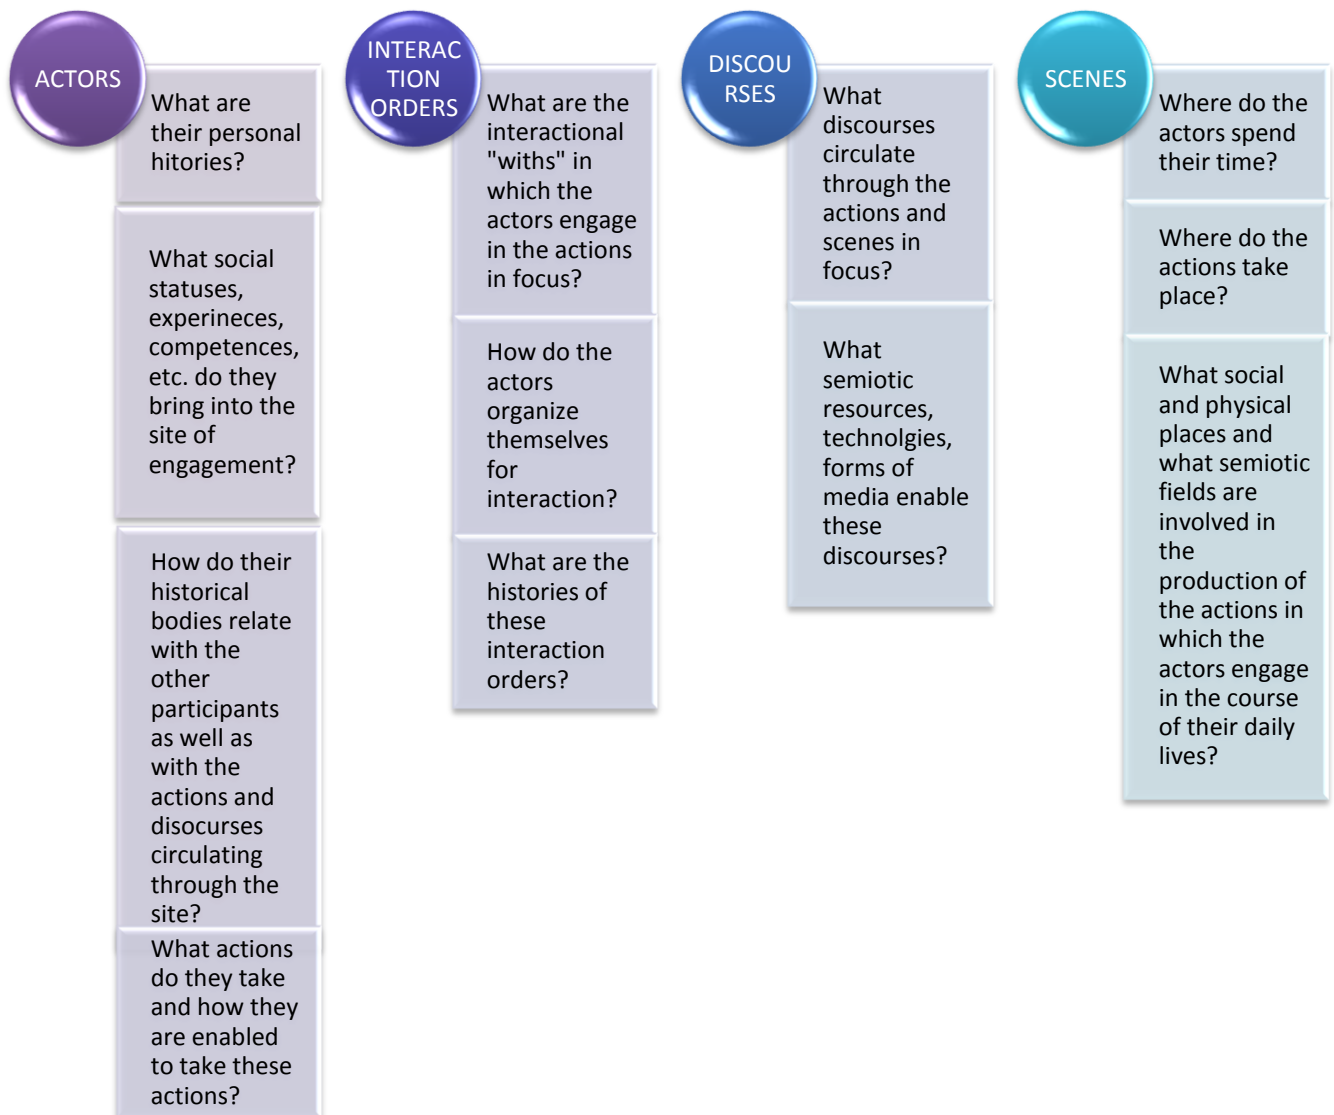 ACTORS
What are
their personal
hitories?
What social
statuses,
experineces,
competences,
etc. do they
bring into the
site of
engagement?
How do their
historical
bodies relate
with the
other
participants
as well as
with the
actions and
disocurses
circulating
through the
site?
What actions
do they take
and how they
are enabled
to take these
actions?
INTERAC
TION
ORDERS
What are the
interactional
"withs" in
which the
actors engage
in the actions
in focus?
How do the
actors
organize
themselves
for
interaction?
What are the
histories of
these
interaction
orders?
DISCOU
RSES
What
discourses
circulate
through the
actions and
scenes in
focus?
What
semiotic
resources,
technolgies,
forms of
media enable
these
discourses?
SCENES
Where do the
actors spend
their time?
Where do the
actions take
place?
What social
and physical
places and
what semiotic
fields are
involved in
the
production of
the actions in
which the
actors engage
in the course
of their daily
lives?